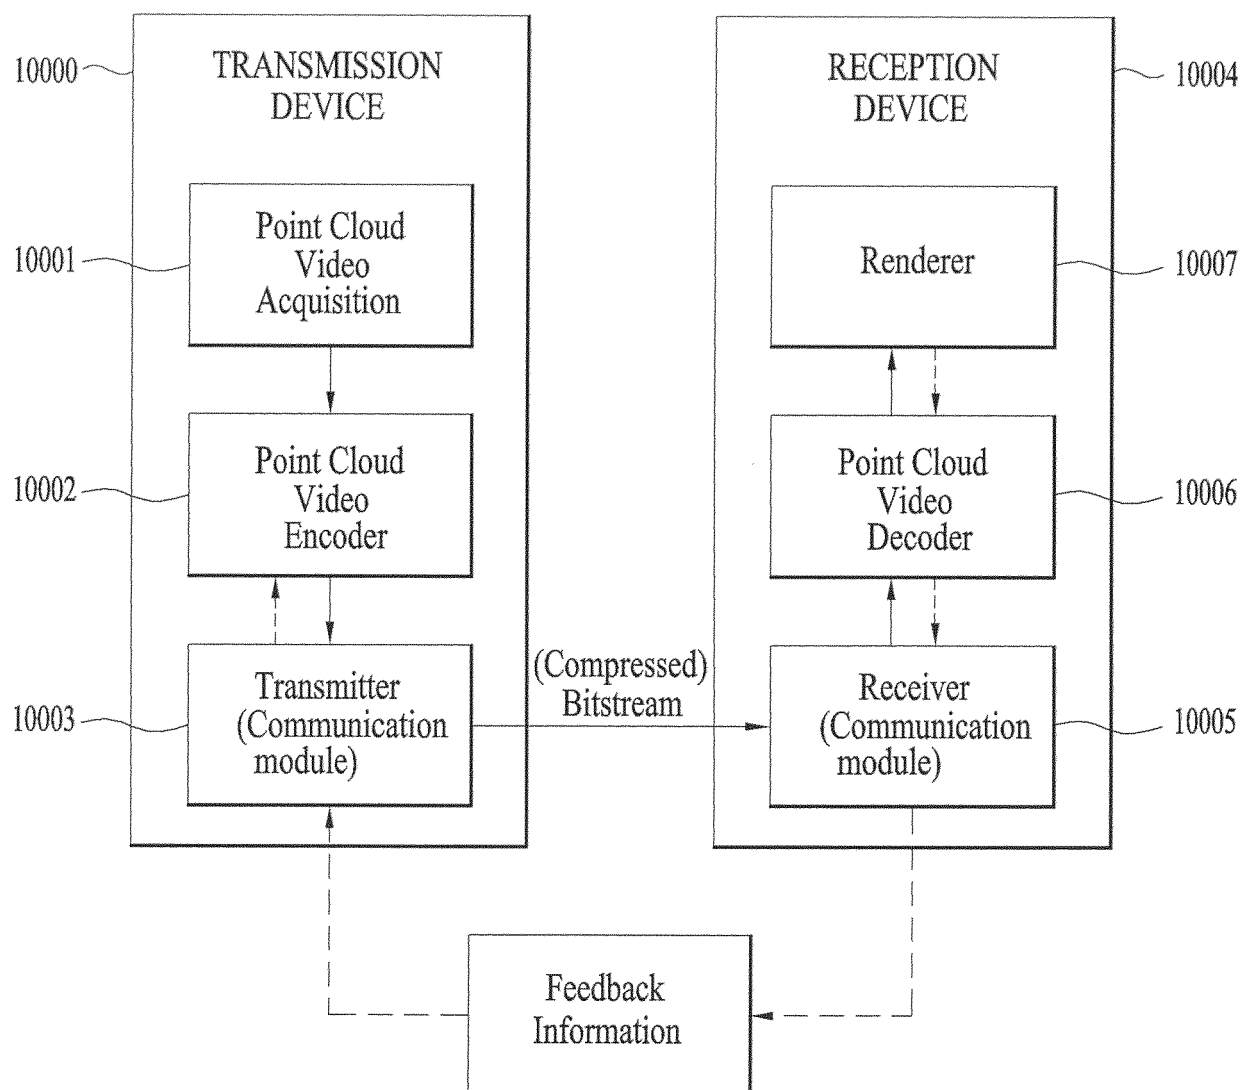 10000
TRANSMISSION
DEVICE
10001
Point Cloud
Video
Acquisition
10002
Point Cloud
Video
Encoder
10003
Transmitter
(Communication
module)
(Compressed)
Bitstream
RECEPTION
DEVICE
10004
Renderer
10007
Point Cloud
Video
Decoder
10006
Receiver
(Communication
module)
10005
Feedback
Information